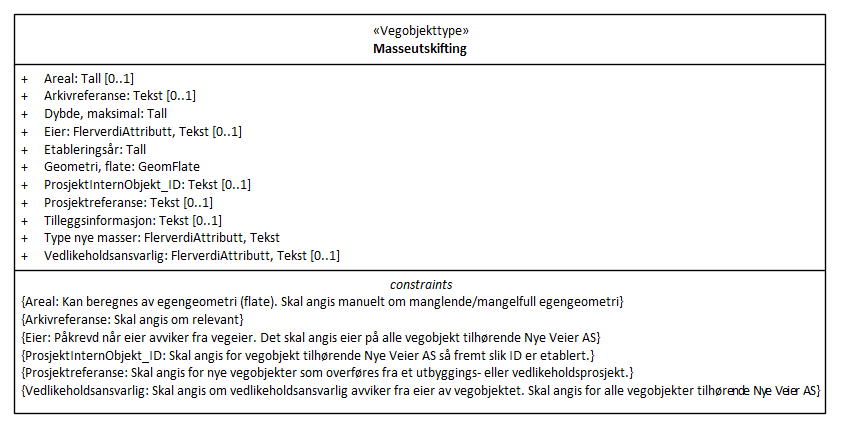 «Vegobjekttype»
Masseutskifting
+ Areal: Tall [0..1]
+ Arkivreferanse: Tekst [0..1]
+ Dybde, maksimal: Tall
+ Eier: FlerverdiAttributt, Tekst [0..1]
+ Etableringsår: Tall
+ Geometri, flate: GeomFlate
+ ProsjektInternObjekt_ID: Tekst [0..1]
+ Prosjektreferanse: Tekst [0..1]
+ Tilleggsinformasjon: Tekst [0..1]
+ Type nye masser: FlerverdiAttributt, Tekst
+ Vedlikeholdsansvarlig: FlerverdiAttributt, Tekst [0..1]
constraints
{Areal: Kan beregnes av egengeometri (flate). Skal angis manuelt om manglende/mangelfull egengeometri}
{Arkivreferanse: Skal angis om relevant}
{Eier: Påkrevd når eier avviker fra vegeier. Det skal angis eier på alle vegobjekt tilhørende Nye Veier AS}
{ProsjektInternObjekt_ID: Skal angis for vegobjekt tilhørende Nye Veier AS så fremt slik ID er etablert.}
{Prosjektreferanse: Skal angis for nye vegobjekter som overføres fra et utbyggings- eller vedlikeholdsprosjekt.}
{Vedlikeholdsansvarlig: Skal angis om vedlikeholdsansvarlig avviker fra eier av vegobjektet. Skal angis for alle vegobjekter tilhørende Nye Veier AS}